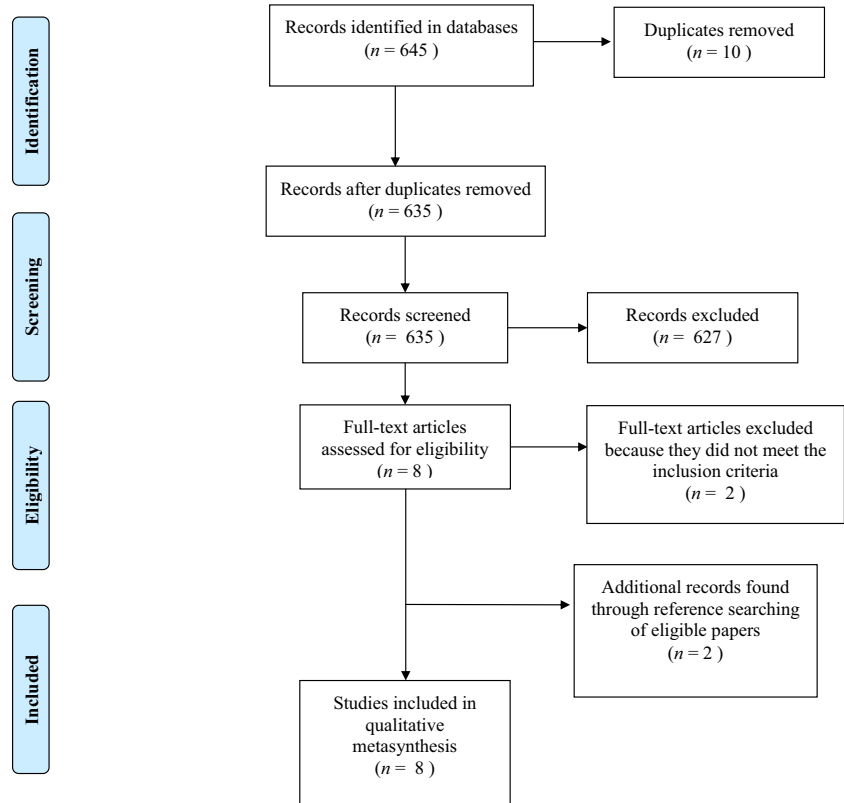 Identification
Records identified in databases
(n = 645 )
Duplicates removed
(n = 10 )
Records after duplicates removed
(n = 635 )
Screening
Records screened
(n = 635 )
Records excluded
(n = 627 )
Eligibility
Full-text articles
assessed for eligibility
(n = 8 )
Full-text articles excluded
because they did not meet the
inclusion criteria
(n = 2 )
Additional records found
through reference searching
of eligible papers
(n = 2 )
Included
Studies included in
qualitative
metasynthesis
(n = 8 )